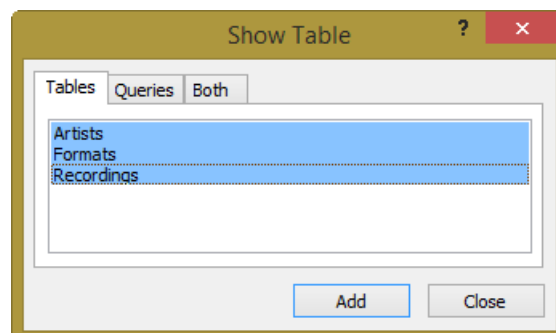 Show Table ?
Tables Queries Both
Artists
Formats
Recordings
Add Close